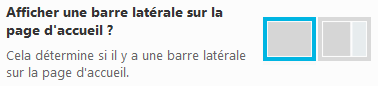 Afficher une barre latérale sur la
page d'accueil ?
Cela détermine si il y a une barre latérale
sur la page d'accueil.